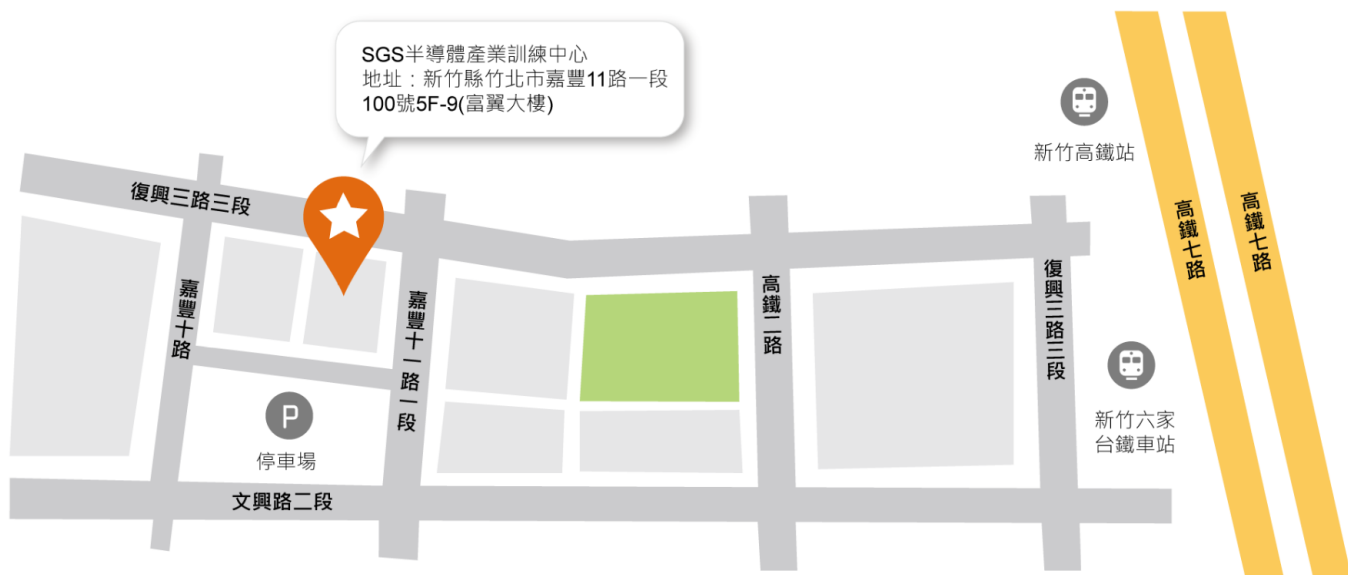 SGS半導體產業訓練中心
地址：新竹縣竹北市嘉豐11路一段
100號5F-9(富翼大樓)
新竹高鐵站
復興三路三段
高鐵七路
高鐵七路
嘉豐十路
嘉豐十一路一段
高鐵二路
復興三路三段
P
停車場
新竹六家
台鐵車站
文興路二段